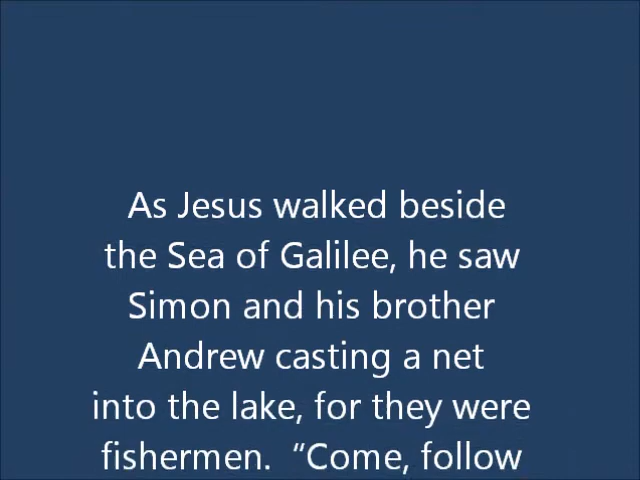 As Jesus walked beside
the Sea of Galilee, he saw
Simon and his brother
Andrew casting a net
into the lake, for they were
fishermen.  “Come, follow